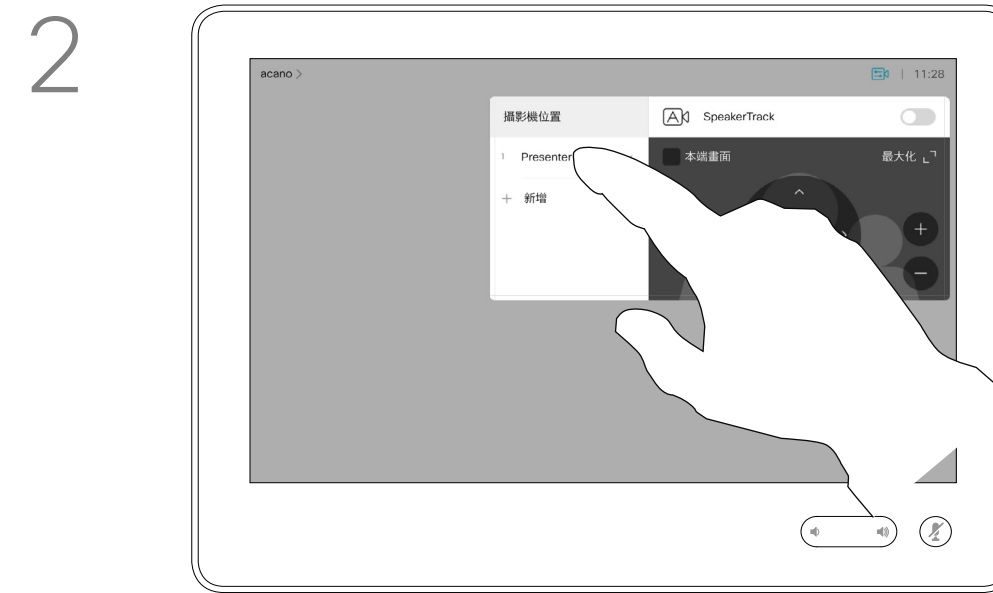 2
acano >
11:28
攝影機位置
SpeakerTrack
1 Presenter
本端畫面
最大化
+ 新增